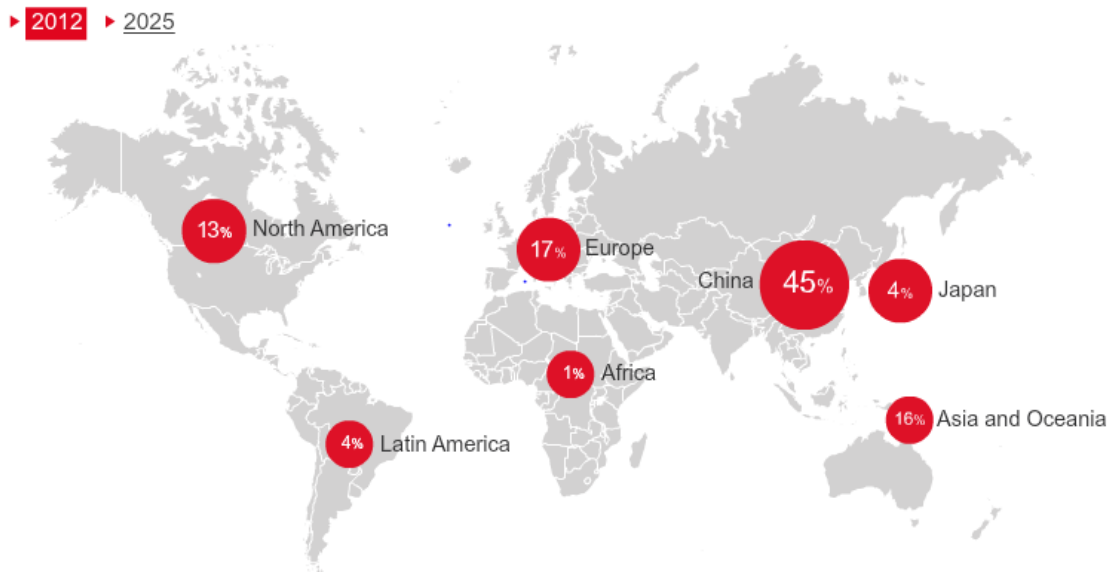 2012 2025
13% North America
17% Europe
China 45%
4% Japan
1% Africa
16% Asia and Oceania
4% Latin America